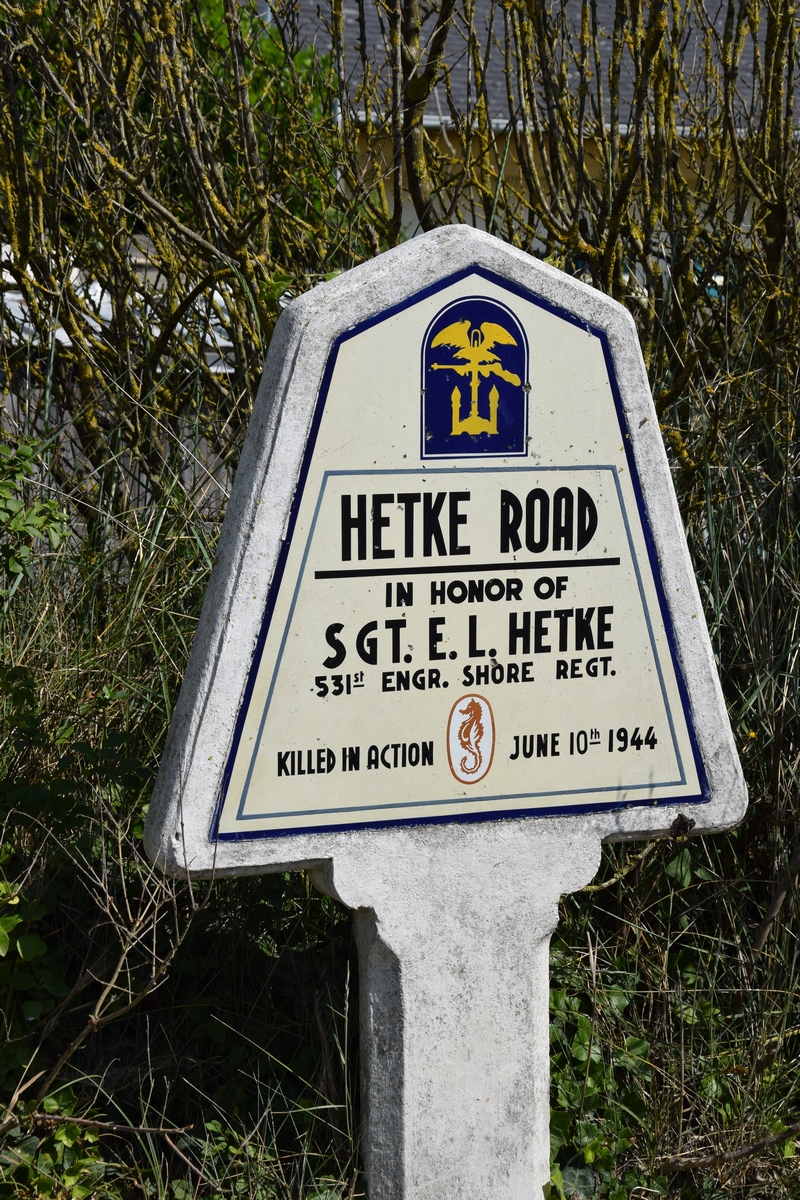 HETKE ROAD
IN HONOR OF
SGT. E. L. HETKE
531st ENGR. SHORE REGT.
KILLED IN ACTION JUNE 10th 1944